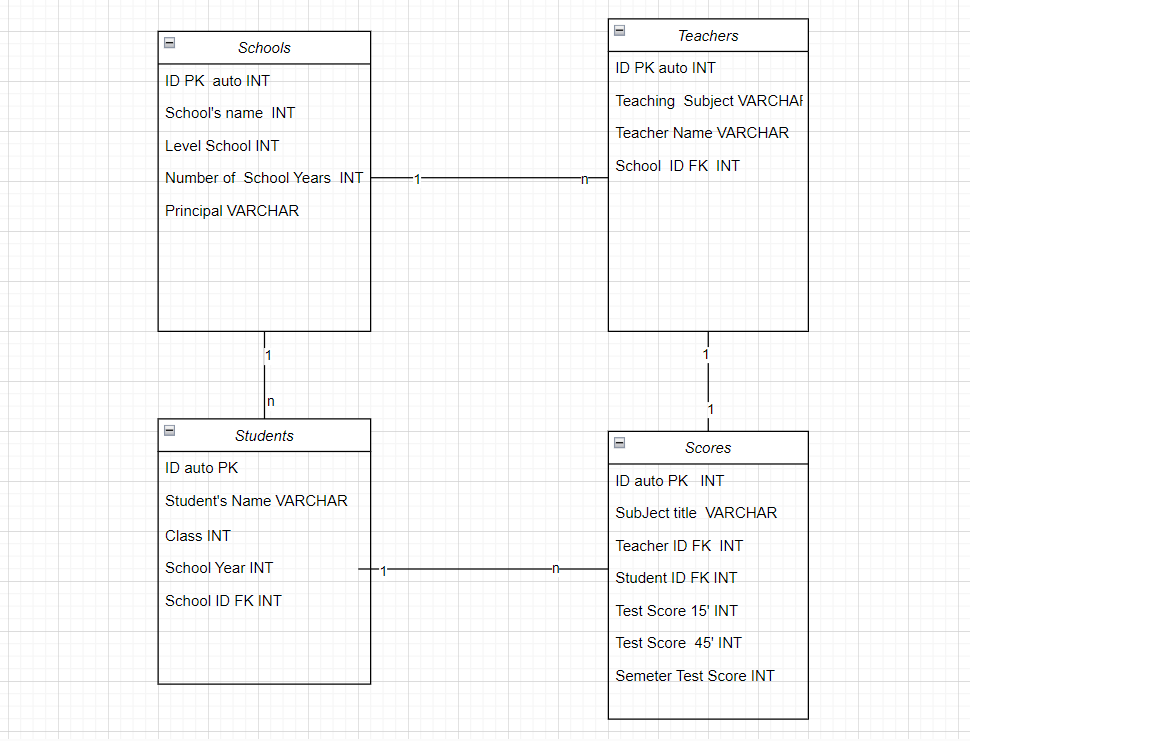 Schools
ID PK  auto INT
School's name  INT
Level School INT
Number of  School Years  INT
Principal VARCHAR
1
n
Teachers
ID PK auto INT
Teaching  Subject VARCHAR
Teacher Name VARCHAR
School  ID FK  INT
1
n
1
1
Students
ID auto PK
Student's Name VARCHAR
Class INT
School Year INT
School ID FK INT
1
n
Scores
ID auto PK   INT
SubJect title  VARCHAR
Teacher ID FK  INT
Student ID FK INT
Test Score 15' INT
Test Score  45' INT
Semeter Test Score INT